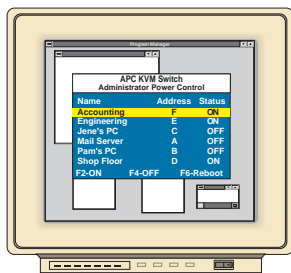 Program Manager
APC KVM Switch
Administrator Power Control
Name Address Status
Accounting F ON
Engineering E ON
Jene's PC C OFF
Mail Server A OFF
Pam's PC B OFF
Shop Floor D ON
F2-ON F4-OFF F6-Reboot